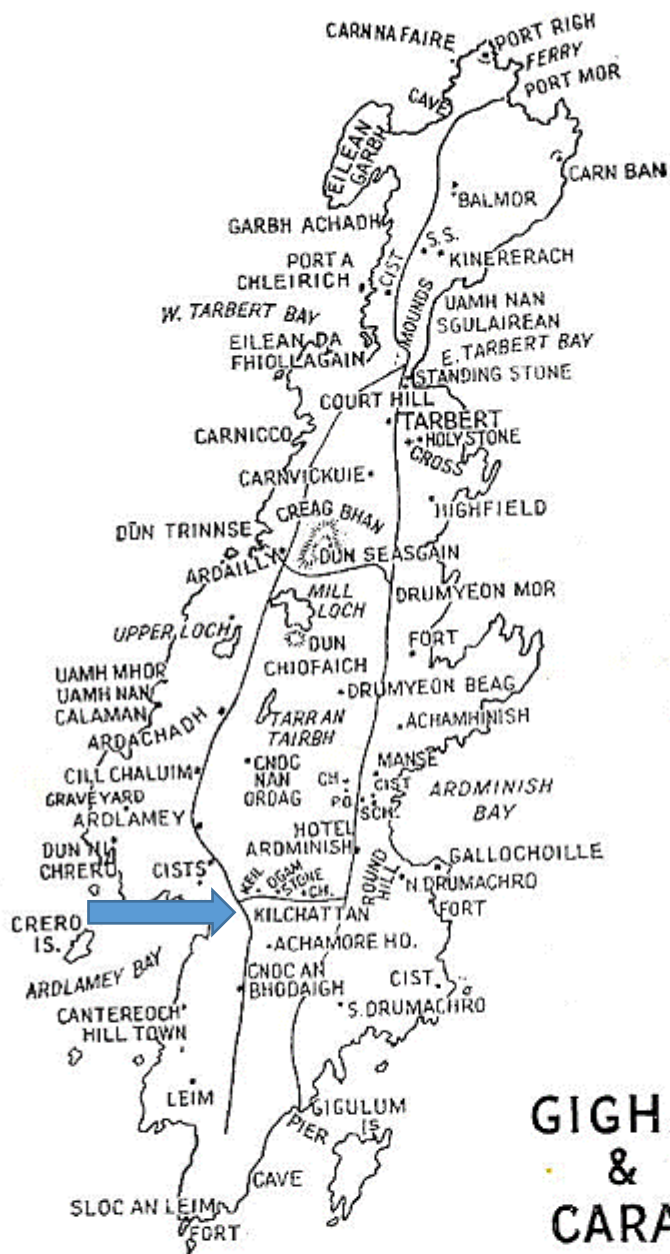 CARN NA FAIRE
PORT RIGH
FERRY
PORT MOR
CAVE
EILEAN
GARBH
CARN BAN
BALMOR
GARBH ACHADH
S.S.
KINERERACH
PORT A
CHLEIRICH
CIST
MOUNDS
UAMH NAN
SGULAIREAN
W. TARBERT BAY
EILEAN DA
FHIOLLAGAIN
E. TARBERT BAY
STANDING STONE
COURT HILL
TARBERT
CARNICCO
HOLY STONE
CROSS
CARNVICKUIE
HIGHFIELD
CREAG BHAN
DÙN TRINNSE
DUN SEASGAIN
ARDAILLY
MILL
LOCH
DRUMYEON MOR
UPPER LOCH
DUN
CHIOFAICH
FORT
UAMH MHOR
UAMH NAN
CALAMAN
DRUMYEON BEAG
TARR AN
TAIRBH
ACHAMHINISH
ARDACHADH
CILL CHALUIM
CNOC
NAN
ORDAG
CH.
P.O.
MANSE
CIST
SCH.
ARDMINISH
BAY
GRAVEYARD
ARDLAMEY
HOTEL
ARDMINISH
DUN
CHRERO
CISTS
GALLOCHOILLE
KEIL
OGAM
STONE
CH.
ROUND
HILL
N. DRUMACHRO
FORT
KILCHATTAN
CRERO
IS.
ACHAMORE HO.
ARDLAMEY BAY
CNOC AN
BHODAIGH
CIST
CANTEREOCH
HILL TOWN
S. DRUMACHRO
LEIM
GIGULUM
IS.
PIER
CAVE
SLOC AN LEIM
FORT
GIGH
&
CARA